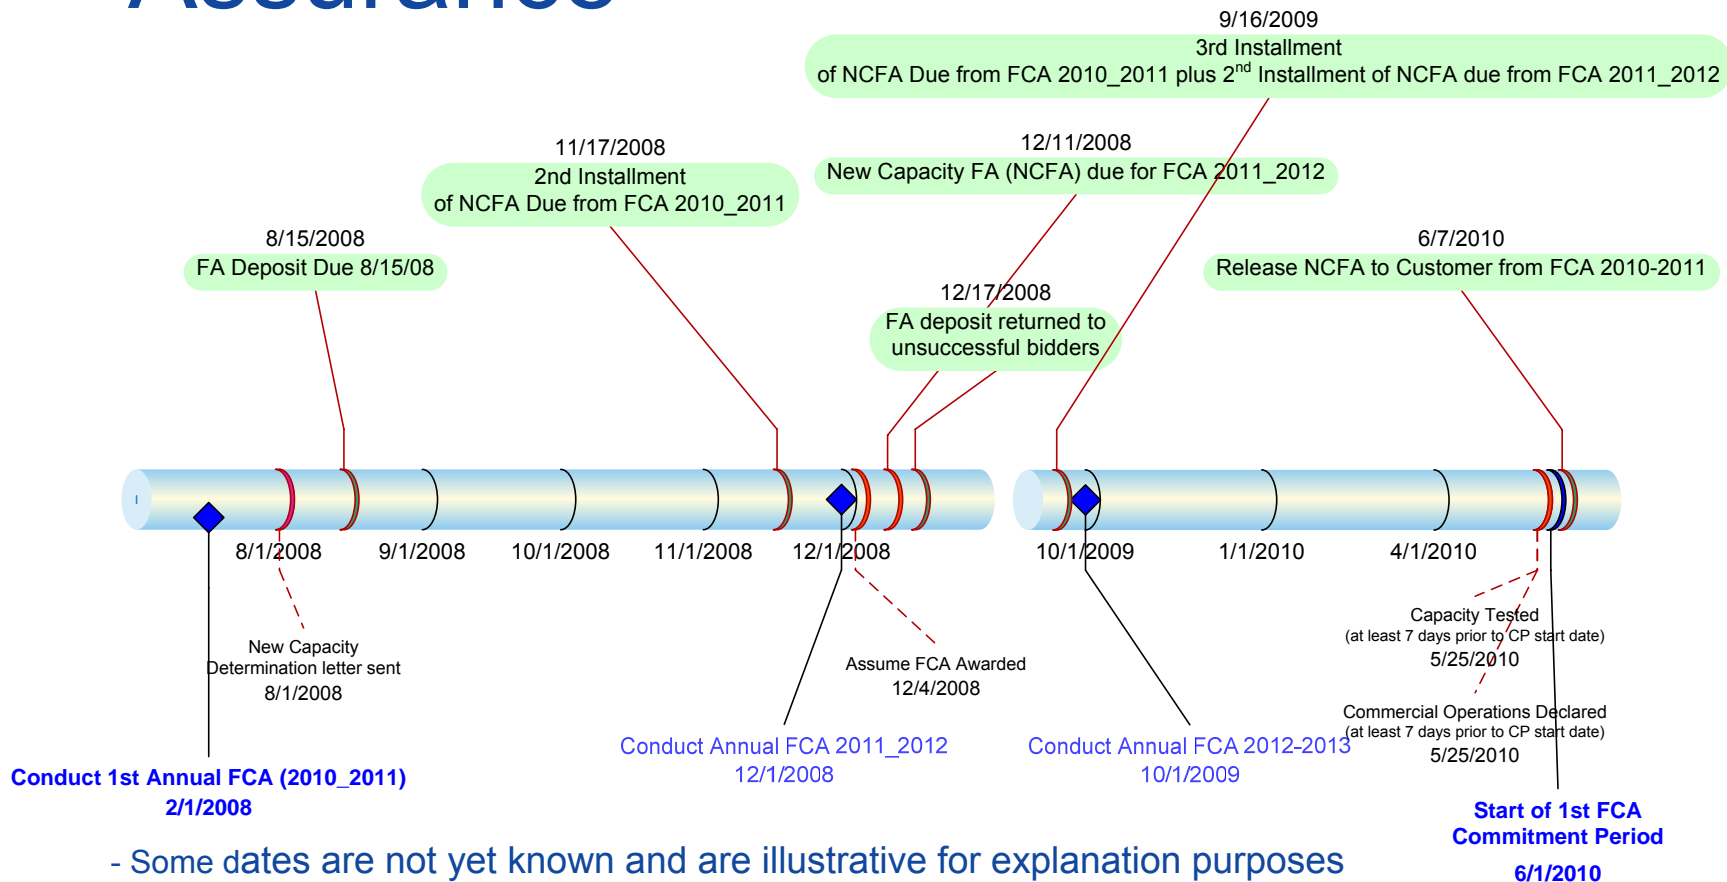 Assurance
9/16/2009
3rd Installment
of NCFA Due from FCA 2010_2011 plus 2nd Installment of NCFA due from FCA 2011_2012
11/17/2008
2nd Installment
of NCFA Due from FCA 2010_2011
12/11/2008
New Capacity FA (NCFA) due for FCA 2011_2012
8/15/2008
FA Deposit Due 8/15/08
12/17/2008
FA deposit returned to
unsuccessful bidders
6/7/2010
Release NCFA to Customer from FCA 2010-2011
8/1/2008
9/1/2008
10/1/2008
11/1/2008
12/1/2008
10/1/2009
1/1/2010
4/1/2010
New Capacity
Determination letter sent
8/1/2008
Assume FCA Awarded
12/4/2008
Capacity Tested
(at least 7 days prior to CP start date)
5/25/2010
Commercial Operations Declared
(at least 7 days prior to CP start date)
5/25/2010
Conduct 1st Annual FCA (2010_2011)
2/1/2008
Conduct Annual FCA 2011_2012
12/1/2008
Conduct Annual FCA 2012-2013
10/1/2009
Start of 1st FCA
Commitment Period
6/1/2010
- Some dates are not yet known and are illustrative for explanation purposes